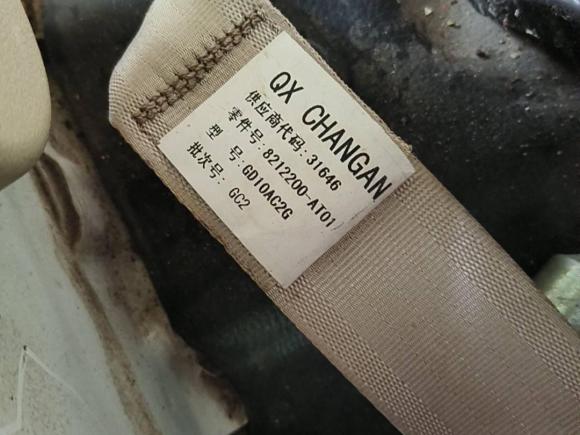 QX CHANGAN
供应商代码:31646
零件号:8212200-AT01
型 号:GD10AC2G
批次号: GC2